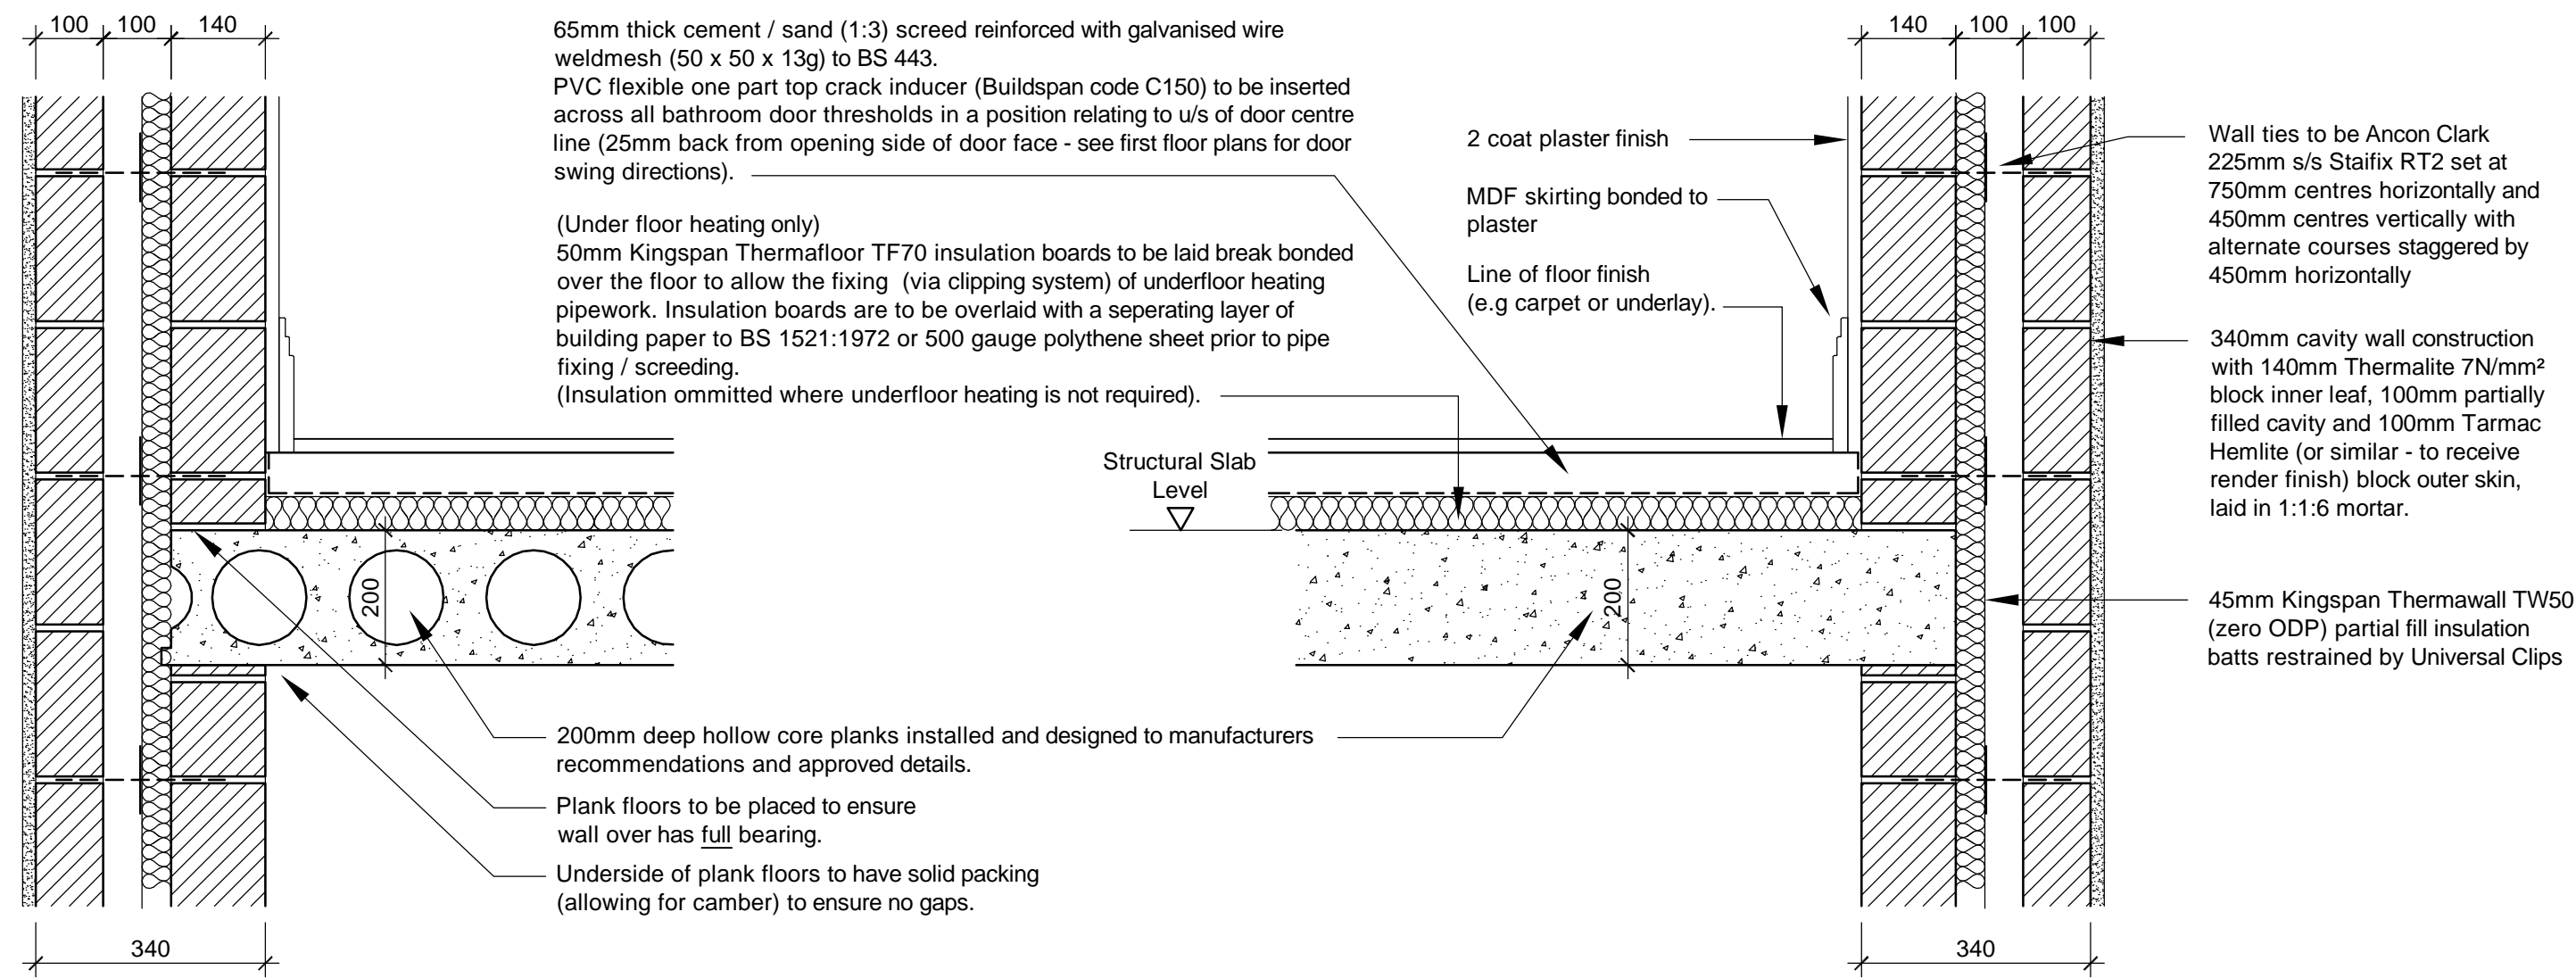 100 100 140
65mm thick cement / sand (1:3) screed reinforced with galvanised wire
weldmesh (50 x 50 x 13g) to BS 443.
PVC flexible one part top crack inducer (Buildspan code C150) to be inserted
across all bathroom door thresholds in a position relating to u/s of door centre
line (25mm back from opening side of door face - see first floor plans for door
swing directions).
(Under floor heating only)
50mm Kingspan Thermafloor TF70 insulation boards to be laid break bonded
over the floor to allow the fixing (via clipping system) of underfloor heating
pipework. Insulation boards are to be overlaid with a seperating layer of
building paper to BS 1521:1972 or 500 gauge polythene sheet prior to pipe
fixing / screeding.
(Insulation ommitted where underfloor heating is not required).
140 100 100
2 coat plaster finish
MDF skirting bonded to
plaster
Line of floor finish
(e.g carpet or underlay).
Wall ties to be Ancon Clark
225mm s/s Staifix RT2 set at
750mm centres horizontally and
450mm centres vertically with
alternate courses staggered by
450mm horizontally
340mm cavity wall construction
with 140mm Thermalite 7N/mm²
block inner leaf, 100mm partially
filled cavity and 100mm Tarmac
Hemlite (or similar - to receive
render finish) block outer skin,
laid in 1:1:6 mortar.
45mm Kingspan Thermawall TW50
(zero ODP) partial fill insulation
batts restrained by Universal Clips
Structural Slab
Level
200
200
200mm deep hollow core planks installed and designed to manufacturers
recommendations and approved details.
Plank floors to be placed to ensure
wall over has full bearing.
Underside of plank floors to have solid packing
(allowing for camber) to ensure no gaps.
340
340